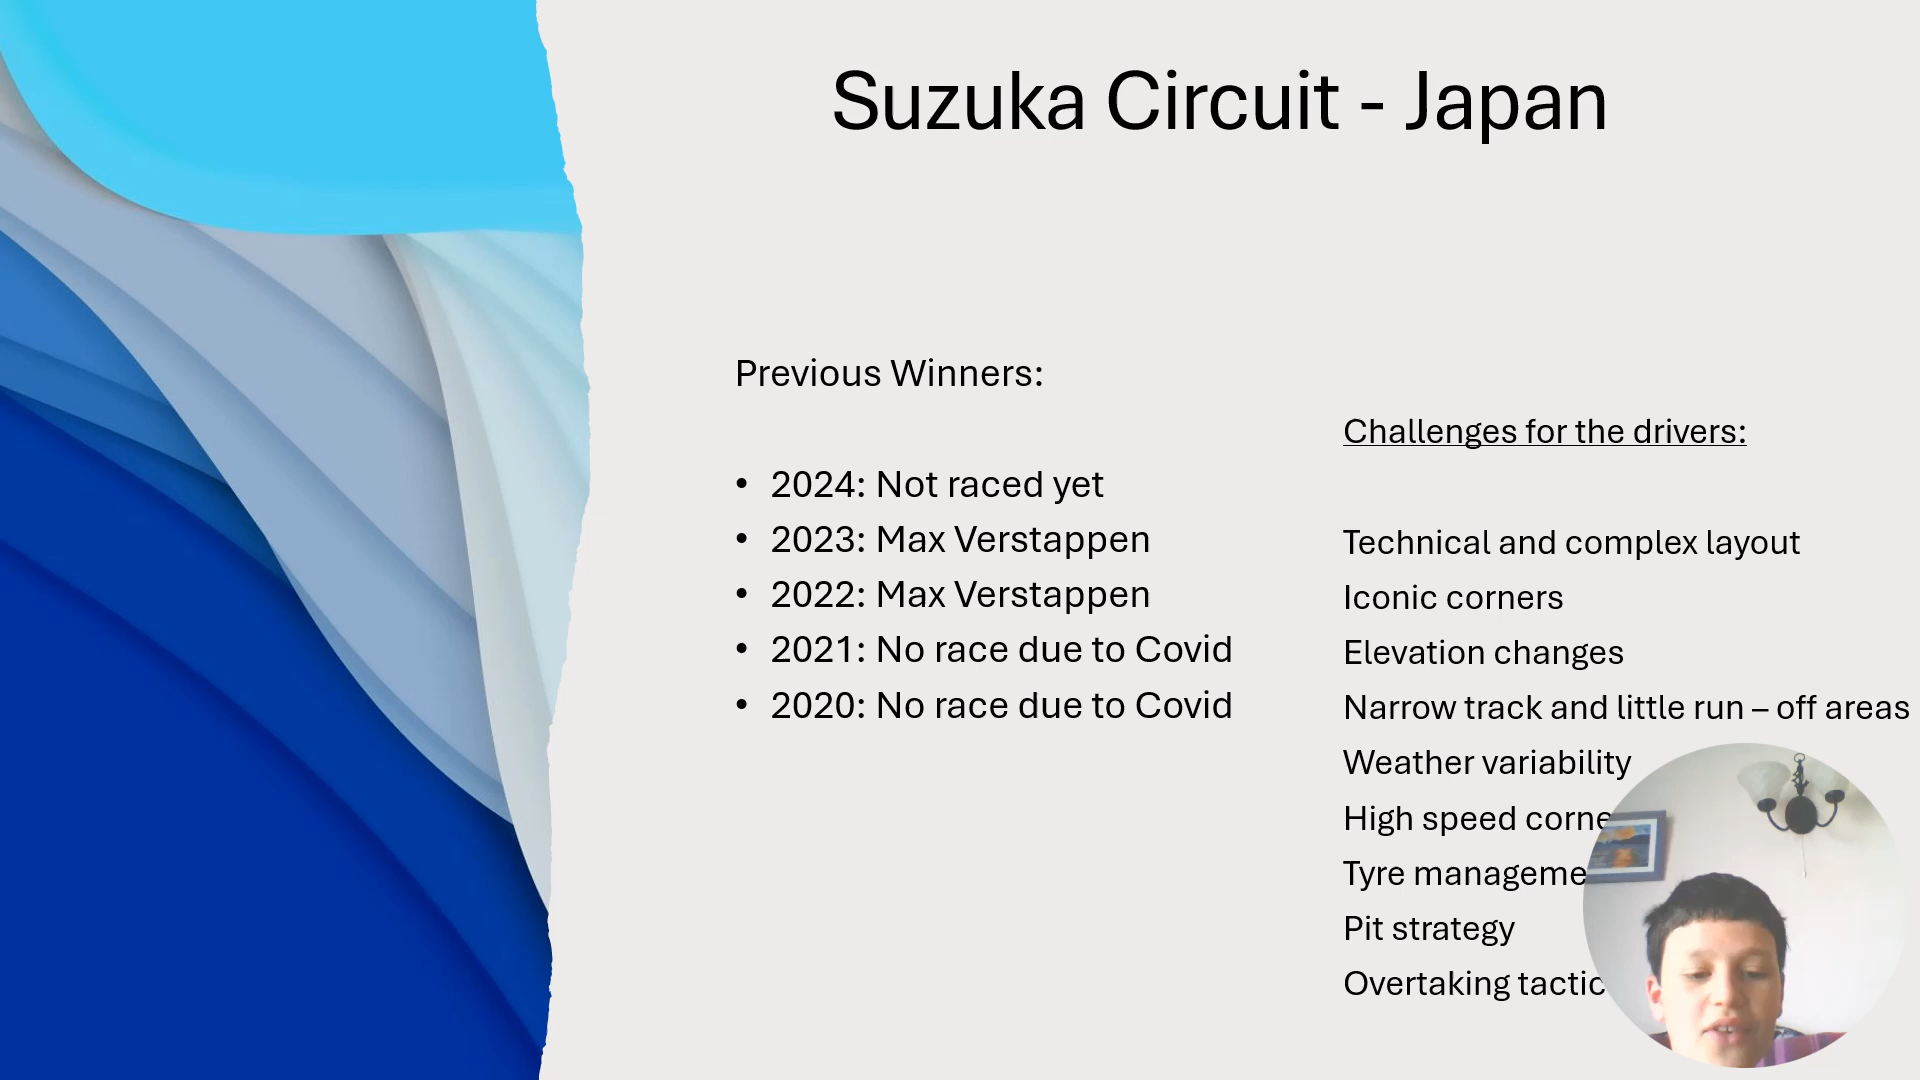 Suzuka Circuit - Japan
Previous Winners:
• 2024: Not raced yet
• 2023: Max Verstappen
• 2022: Max Verstappen
• 2021: No race due to Covid
• 2020: No race due to Covid
Challenges for the drivers:
Technical and complex layout
Iconic corners
Elevation changes
Narrow track and little run – off areas
Weather variability
High speed
Tyre
Pit strategy
Overtaking